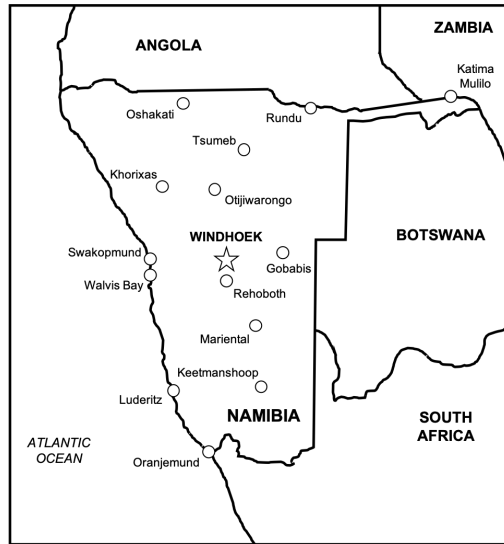 ZAMBIA
ANGOLA
Katima
Mulilo
Oshakati
Rundu
Tsumeb
Khorixas
Otijiwarongo
WINDHOEK
BOTSWANA
Swakopmund
Gobabis
Walvis Bay
Rehoboth
Mariental
Keetmanshoop
Luderitz
NAMIBIA
SOUTH
AFRICA
ATLANTIC
OCEAN
Oranjemund